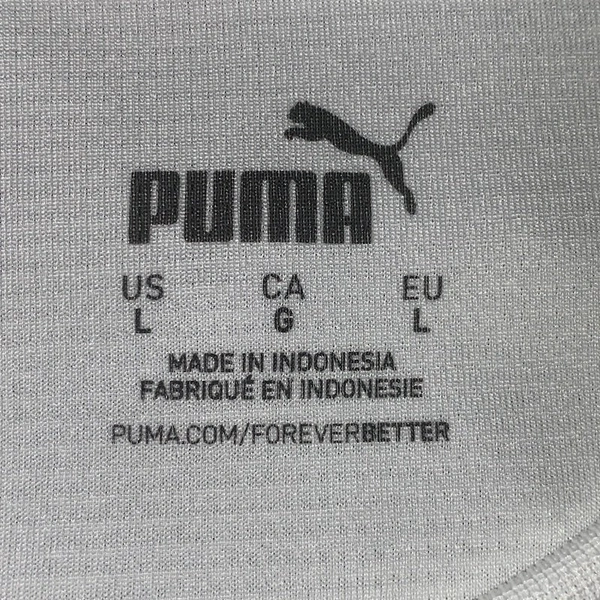 PUMA
US CA EU
L G L
MADE IN INDONESIA
FABRIQUÉ EN INDONESIE
PUMA.COM/FOREVERBETTER